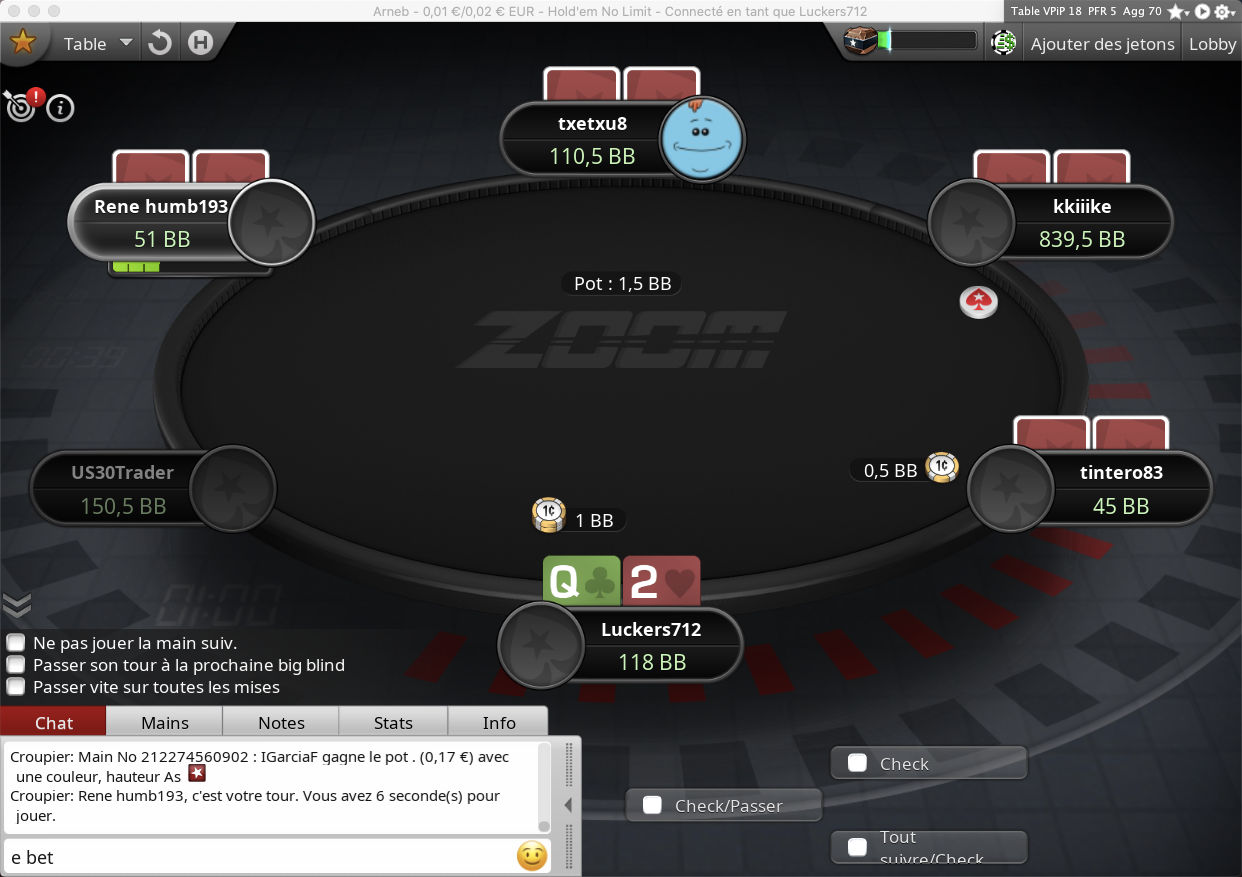 Arneb - 0,01 €/0,02 € EUR - Hold'em No Limit - Connecté en tant que Luckers712
Table VPiP 18 PFR 5 Agg 70
Table
H
Ajouter des jetons
Lobby
txetxu8
110,5 BB
Rene humb193
51 BB
kkiiike
839,5 BB
Pot : 1,5 BB
ZOOM
US30Trader
150,5 BB
0,5 BB
1¢
tintero83
45 BB
1¢
1 BB
Q
2
Luckers712
118 BB
Ne pas jouer la main suiv.
Passer son tour à la prochaine big blind
Passer vite sur toutes les mises
Chat
Mains
Notes
Stats
Info
Croupier: Main No 212274560902 : IGarciaF gagne le pot . (0,17 €) avec
une couleur, hauteur As
Croupier: Rene humb193, c'est votre tour. Vous avez 6 seconde(s) pour
jouer.
e bet
Check
Check/Passer
Tout
suivre/Check